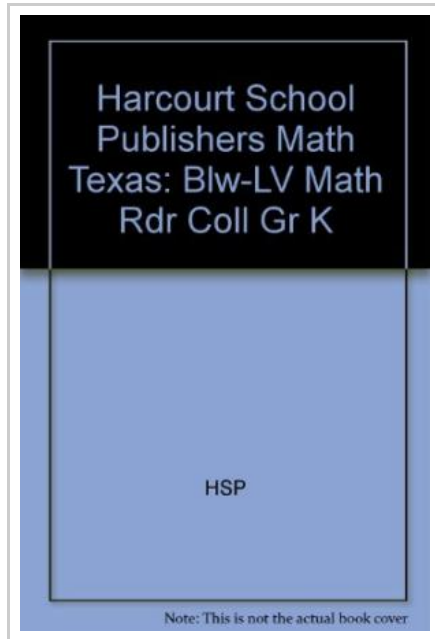 Harcourt School
Publishers Math
Texas: Blw-LV Math
Rdr Coll Gr K
HSP
Note: This is not the actual book cover